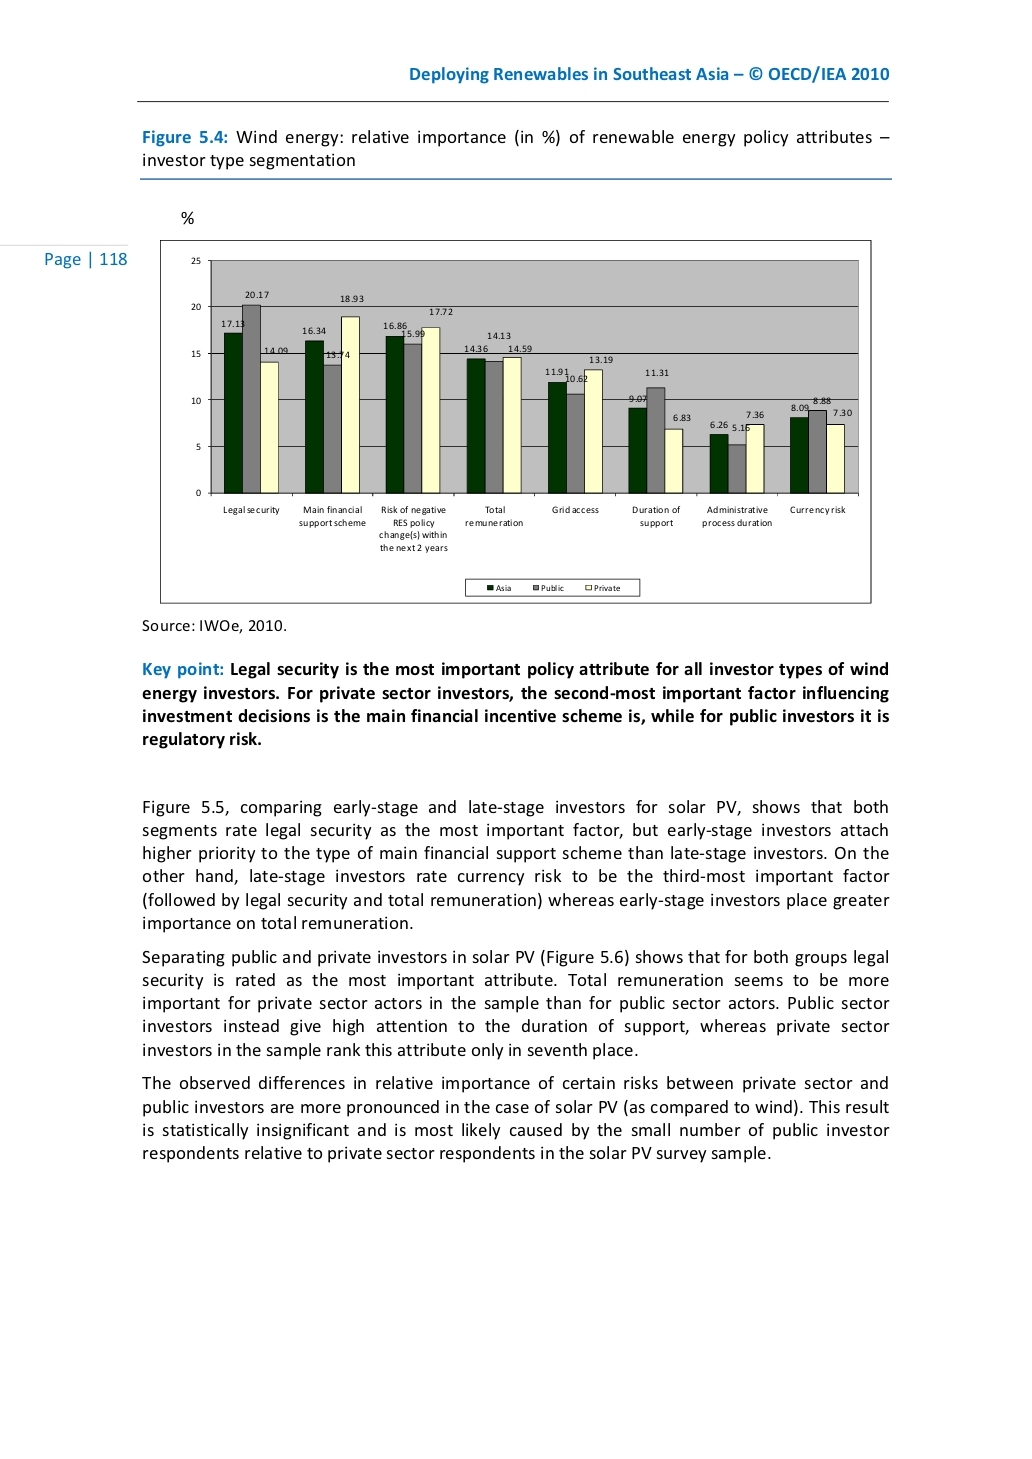 Deploying Renewables in Southeast Asia – © OECD/IEA 2010
Figure 5.4: Wind energy: relative importance (in %) of renewable energy policy attributes –
investor type segmentation
%
Page | 118
25
20
15
10
5
0
17.13
20.17
14.09
16.34
13.74
18.93
16.86
15.99
17.72
14.36
14.13
14.59
11.91
10.62
13.19
9.07
11.31
6.83
6.26
5.16
7.36
8.09
8.88
7.30
Legal security
Main financial
support scheme
Risk of negative
RES policy
change(s) within
the next 2 years
Total
remuneration
Grid access
Duration of
support
Administrative
process duration
Currency risk
Asia Public Private
Source: IWOe, 2010.
Key point: Legal security is the most important policy attribute for all investor types of wind
energy investors. For private sector investors, the second-most important factor influencing
investment decisions is the main financial incentive scheme is, while for public investors it is
regulatory risk.
Figure 5.5, comparing early-stage and late-stage investors for solar PV, shows that both
segments rate legal security as the most important factor, but early-stage investors attach
higher priority to the type of main financial support scheme than late-stage investors. On the
other hand, late-stage investors rate currency risk to be the third-most important factor
(followed by legal security and total remuneration) whereas early-stage investors place greater
importance on total remuneration.
Separating public and private investors in solar PV (Figure 5.6) shows that for both groups legal
security is rated as the most important attribute. Total remuneration seems to be more
important for private sector actors in the sample than for public sector actors. Public sector
investors instead give high attention to the duration of support, whereas private sector
investors in the sample rank this attribute only in seventh place.
The observed differences in relative importance of certain risks between private sector and
public investors are more pronounced in the case of solar PV (as compared to wind). This result
is statistically insignificant and is most likely caused by the small number of public investor
respondents relative to private sector respondents in the solar PV survey sample.